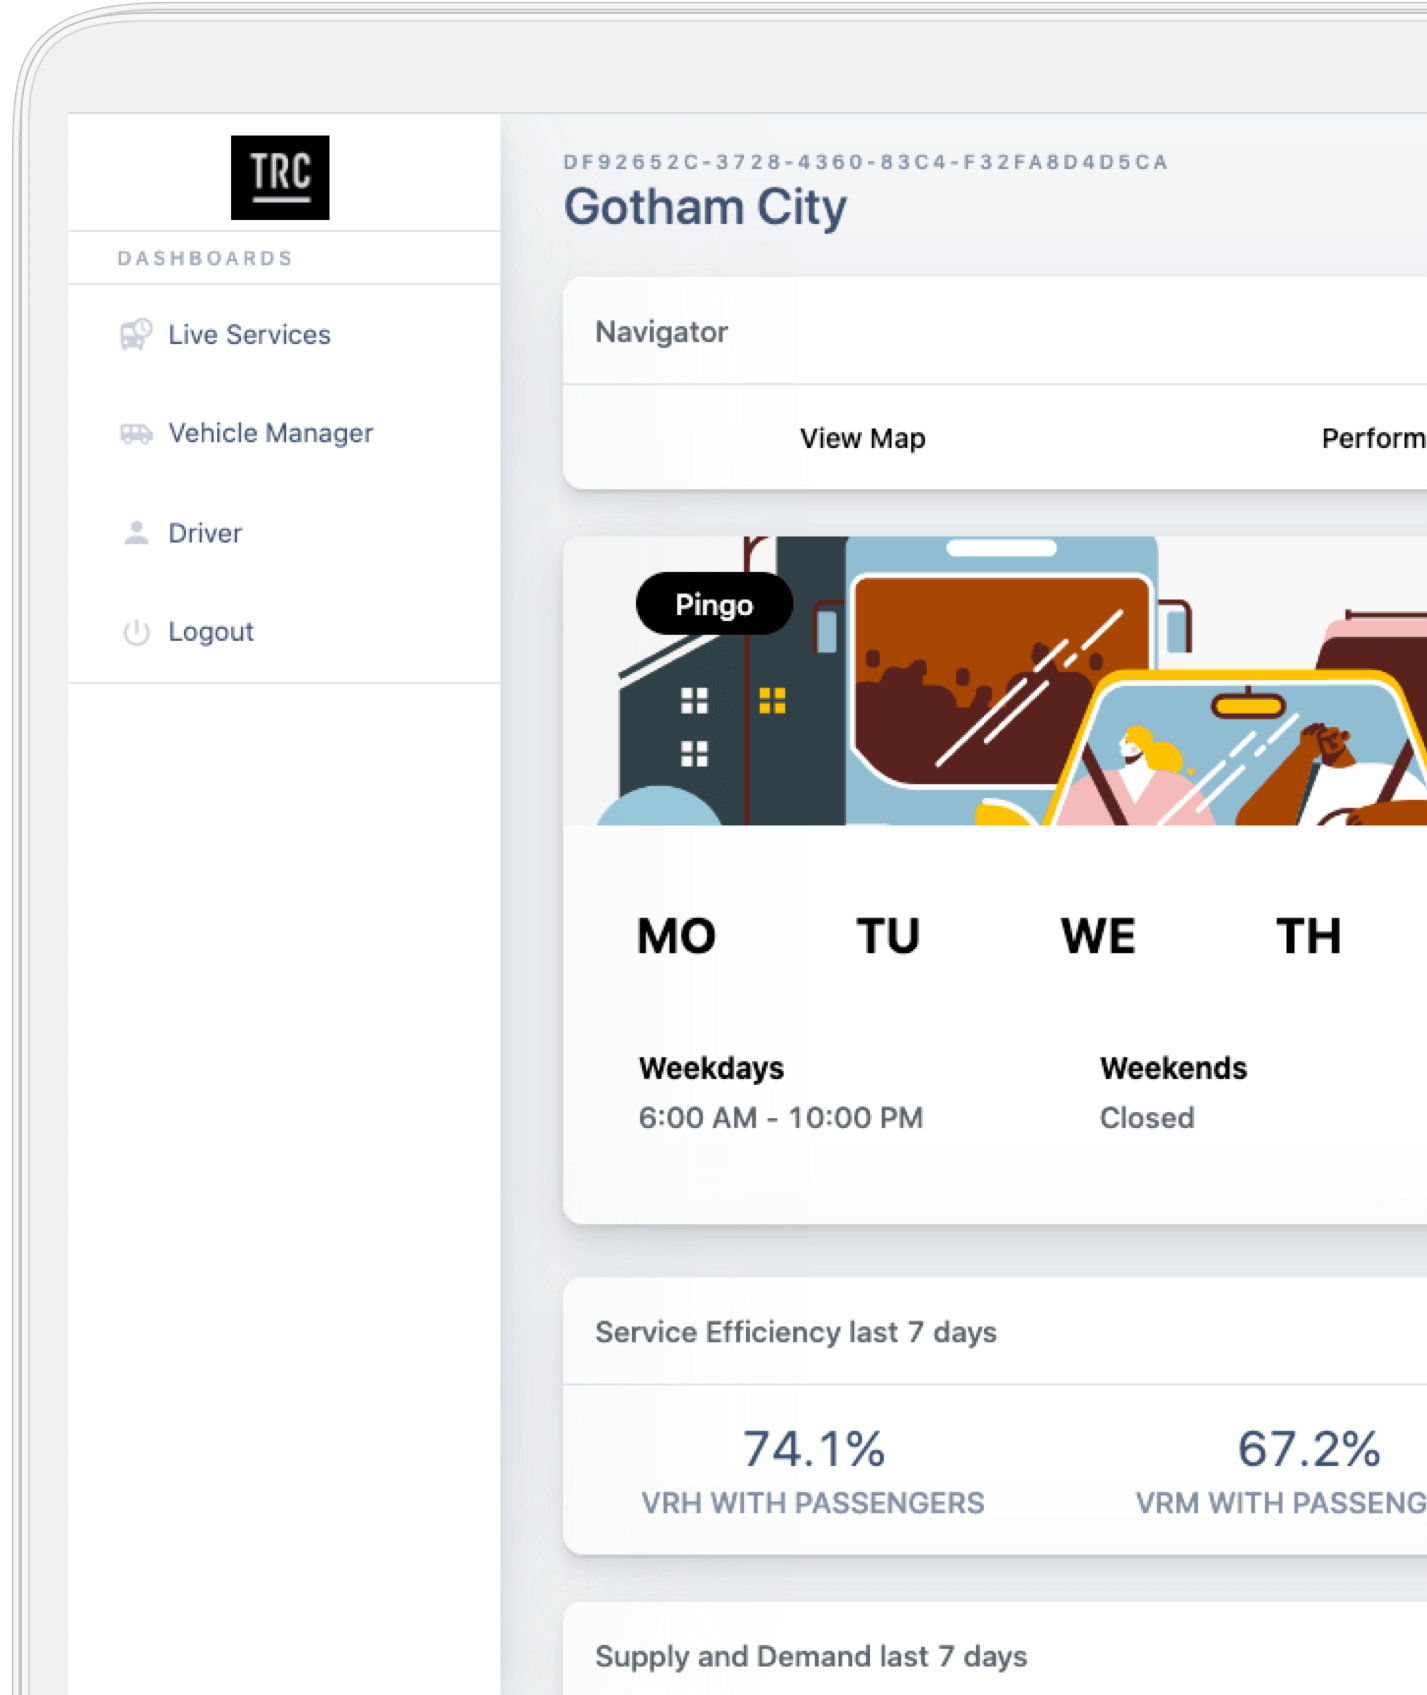 TRC
DASHBOARDS
Live Services
Vehicle Manager
Driver
Logout
DF92652C-3728-4360-83C4-F32FA8D4D5CA
Gotham City
Navigator
View Map
Perform
Pingo
MO TU WE TH
Weekdays Weekends
6:00 AM - 10:00 PM Closed
Service Efficiency last 7 days
74.1% 67.2%
VRH WITH PASSENGERS VRM WITH PASSENG
Supply and Demand last 7 days